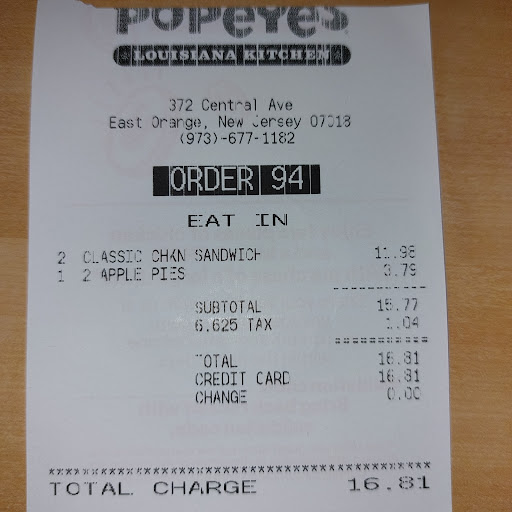 POPEYES
LOUISIANA KITCHEN
372 Central Ave
East Orange, New Jersey 07018
(973)-677-1182
ORDER 94
EAT IN
2 CLASSIC CHKN SANDWICH 11.98
1 2 APPLE PIES 3.79
SUBTOTAL 15.77
6.625 TAX 1.04
TOTAL 16.81
CREDIT CARD 16.81
CHANGE 0.00
TOTAL CHARGE 16.81